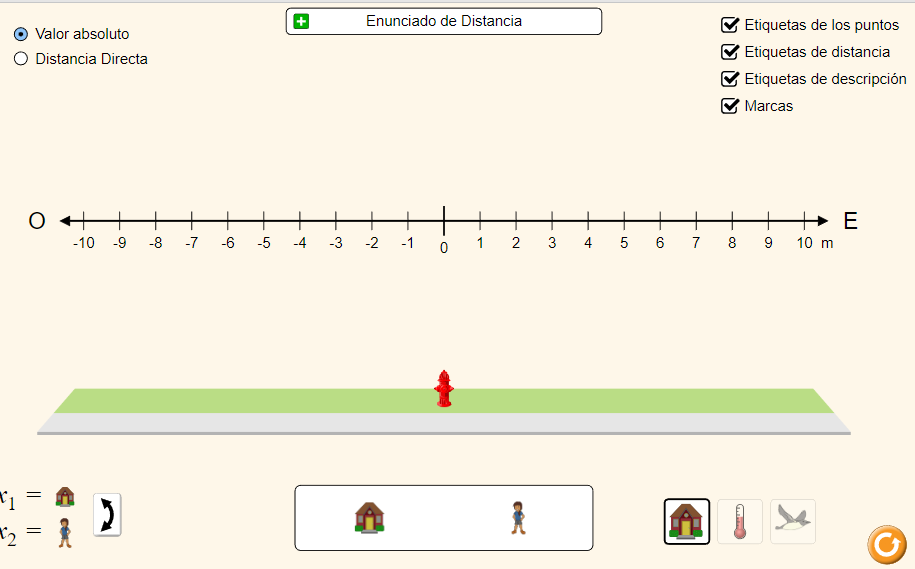 Enunciado de Distancia
Valor absoluto
Distancia Directa
Etiquetas de los puntos
Etiquetas de distancia
Etiquetas de descripción
Marcas
O -10 -9 -8 -7 -6 -5 -4 -3 -2 -1 0 1 2 3 4 5 6 7 8 9 10 m E
x₁ =
x₂ =